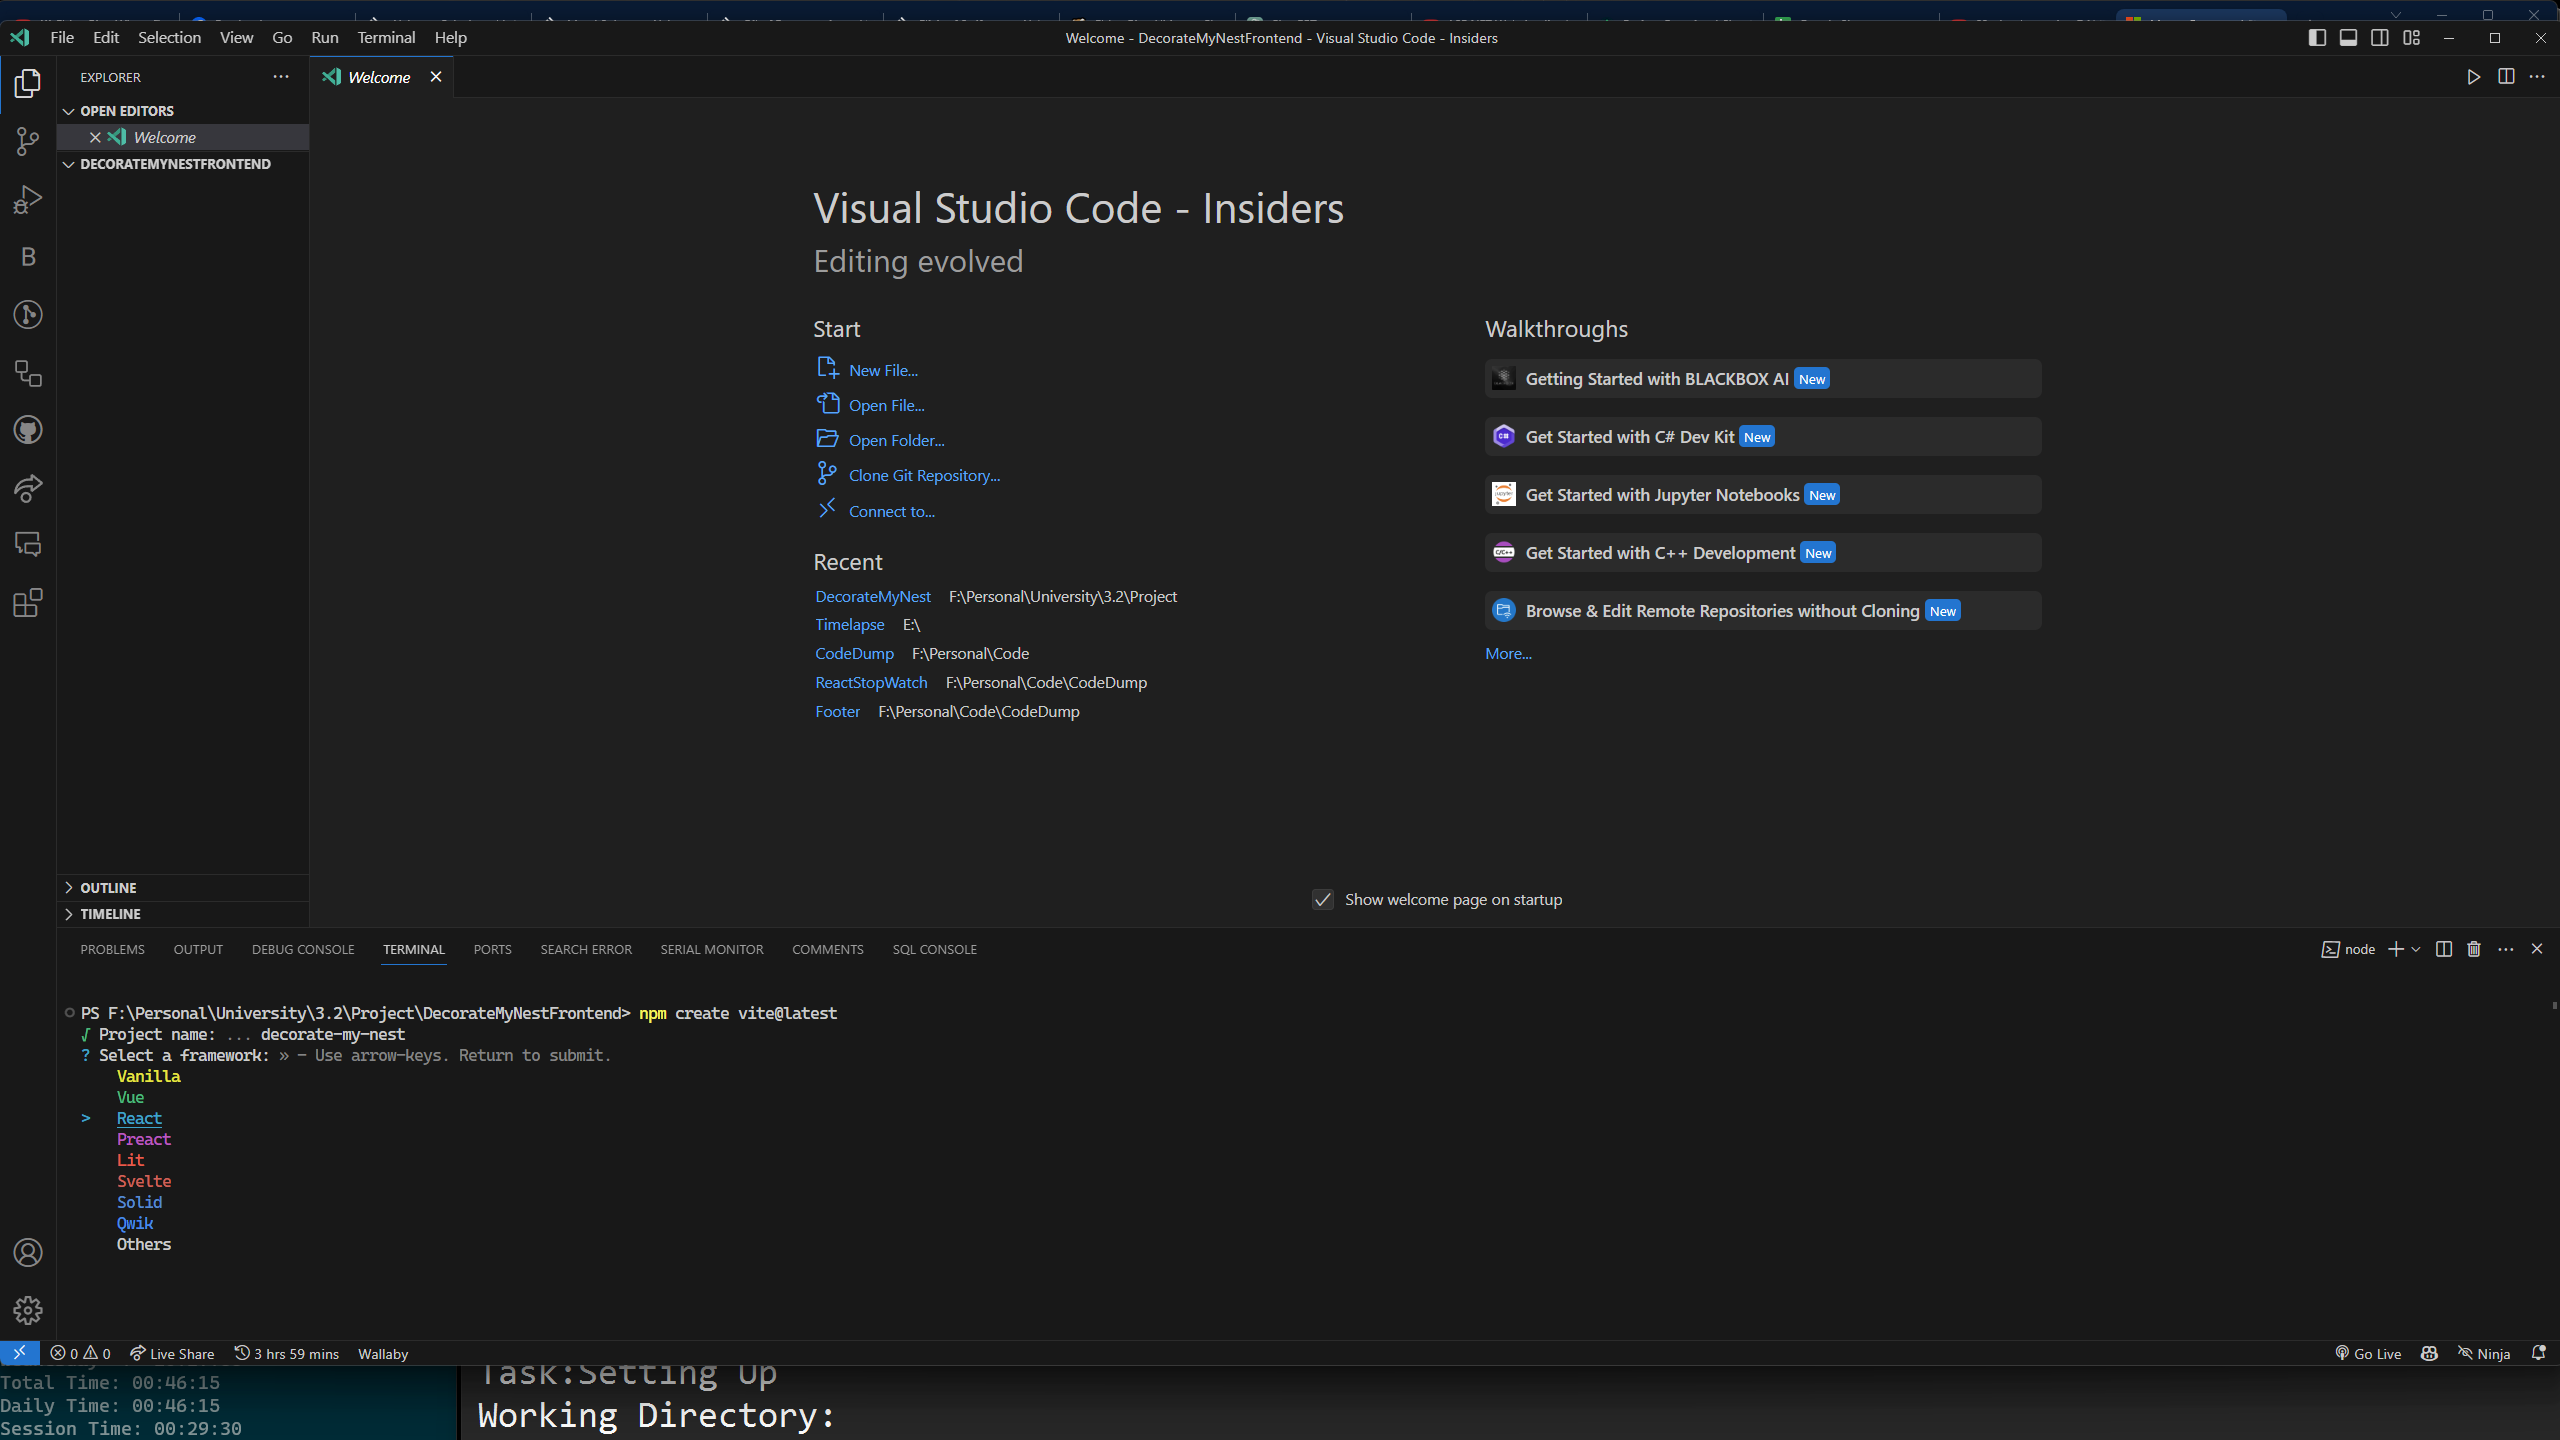 File Edit Selection View Go Run Terminal Help
Welcome - DecorateMyNestFrontend - Visual Studio Code - Insiders
EXPLORER
OPEN EDITORS
Welcome
DECORATEMYNESTFRONTEND
OUTLINE
TIMELINE
Welcome
Visual Studio Code - Insiders
Editing evolved
Start
New File...
Open File...
Open Folder...
Clone Git Repository...
Connect to...
Recent
DecorateMyNest F:\Personal\University\3.2\Project
Timelapse E:\
CodeDump F:\Personal\Code
ReactStopWatch F:\Personal\Code\CodeDump
Footer F:\Personal\Code\CodeDump
Walkthroughs
Getting Started with BLACKBOX AI New
Get Started with C# Dev Kit New
Get Started with Jupyter Notebooks New
Get Started with C++ Development New
Browse & Edit Remote Repositories without Cloning New
More...
Show welcome page on startup
PROBLEMS OUTPUT DEBUG CONSOLE TERMINAL PORTS SEARCH ERROR SERIAL MONITOR COMMENTS SQL CONSOLE
node
PS F:\Personal\University\3.2\Project\DecorateMyNestFrontend> npm create vite@latest
√ Project name: ... decorate-my-nest
? Select a framework: » - Use arrow-keys. Return to submit.
Vanilla
Vue
> React
Preact
Lit
Svelte
Solid
Qwik
Others
0 0 Live Share 3 hrs 59 mins Wallaby
Go Live Ninja
Total Time: 00:46:15
Daily Time: 00:46:15
Session Time: 00:29:30
Task:Setting Up
Working Directory: